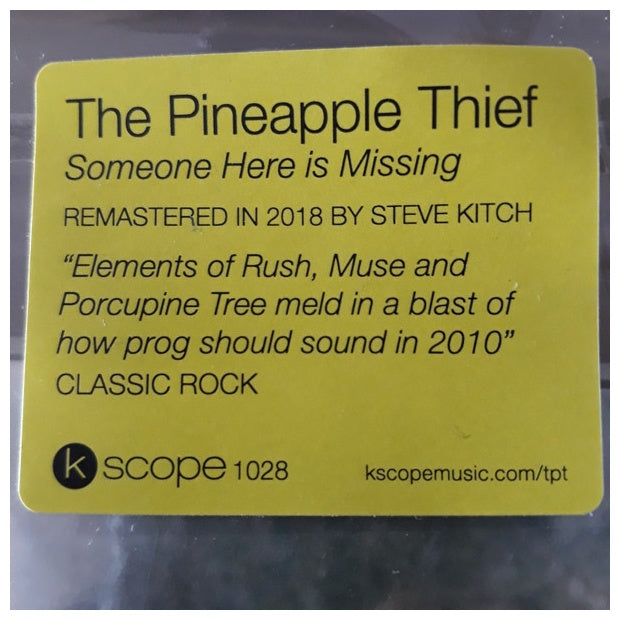 The Pineapple Thief
Someone Here is Missing
REMASTERED IN 2018 BY STEVE KITCH
“Elements of Rush, Muse and
Porcupine Tree meld in a blast of
how prog should sound in 2010”
CLASSIC ROCK
kscope 1028 kscopemusic.com/tpt